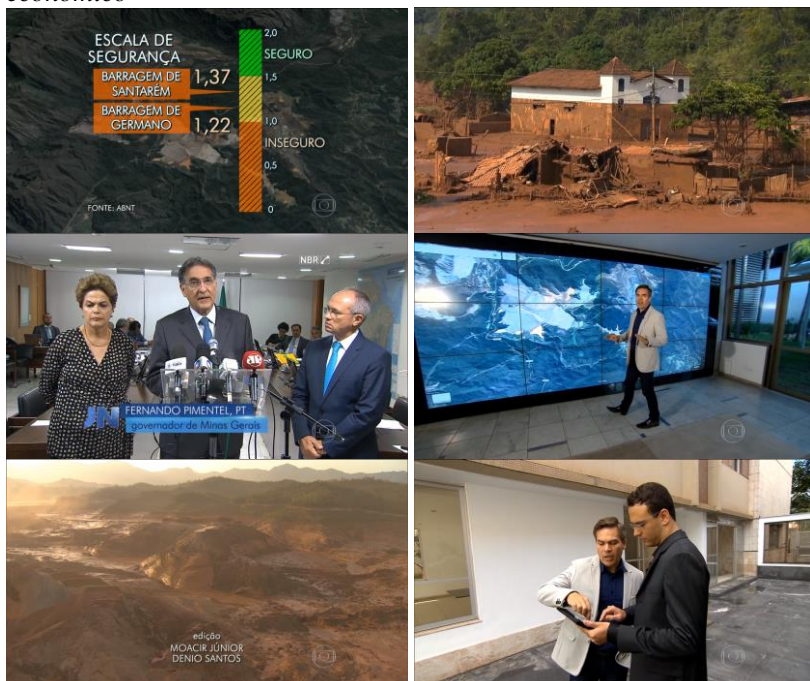 ESCALA DE
SEGURANÇA
BARRAGEM DE
SANTARÉM
1,37
BARRAGEM DE
GERMANO
1,22
2,0
SEGURO
1,5
1,0
INSEGURO
0,5
0
FONTE: ABNT
NBR
JN
FERNANDO PIMENTEL, PT
governador de Minas Gerais
edição
MOACIR JÚNIOR
DENIO SANTOS